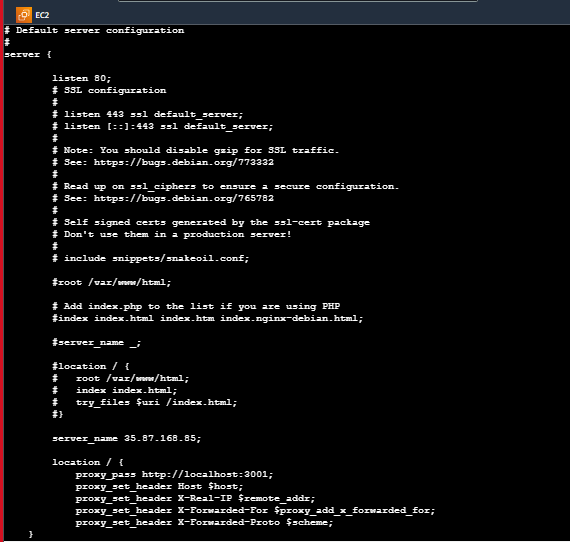 EC2
# Default server configuration
#
server {
listen 80;
# SSL configuration
#
# listen 443 ssl default_server;
# listen [::]:443 ssl default_server;
#
# Note: You should disable gzip for SSL traffic.
# See: https://bugs.debian.org/773332
#
# Read up on ssl_ciphers to ensure a secure configuration.
# See: https://bugs.debian.org/765782
#
# Self signed certs generated by the ssl-cert package
# Don't use them in a production server!
#
# include snippets/snakeoil.conf;
#root /var/www/html;
# Add index.php to the list if you are using PHP
#index index.html index.htm index.nginx-debian.html;
#server_name _;
#location / {
#   root /var/www/html;
#   index index.html;
#   try_files $uri /index.html;
#}
server_name 35.87.168.85;
location / {
proxy_pass http://localhost:3001;
proxy_set_header Host $host;
proxy_set_header X-Real-IP $remote_addr;
proxy_set_header X-Forwarded-For $proxy_add_x_forwarded_for;
proxy_set_header X-Forwarded-Proto $scheme;
}